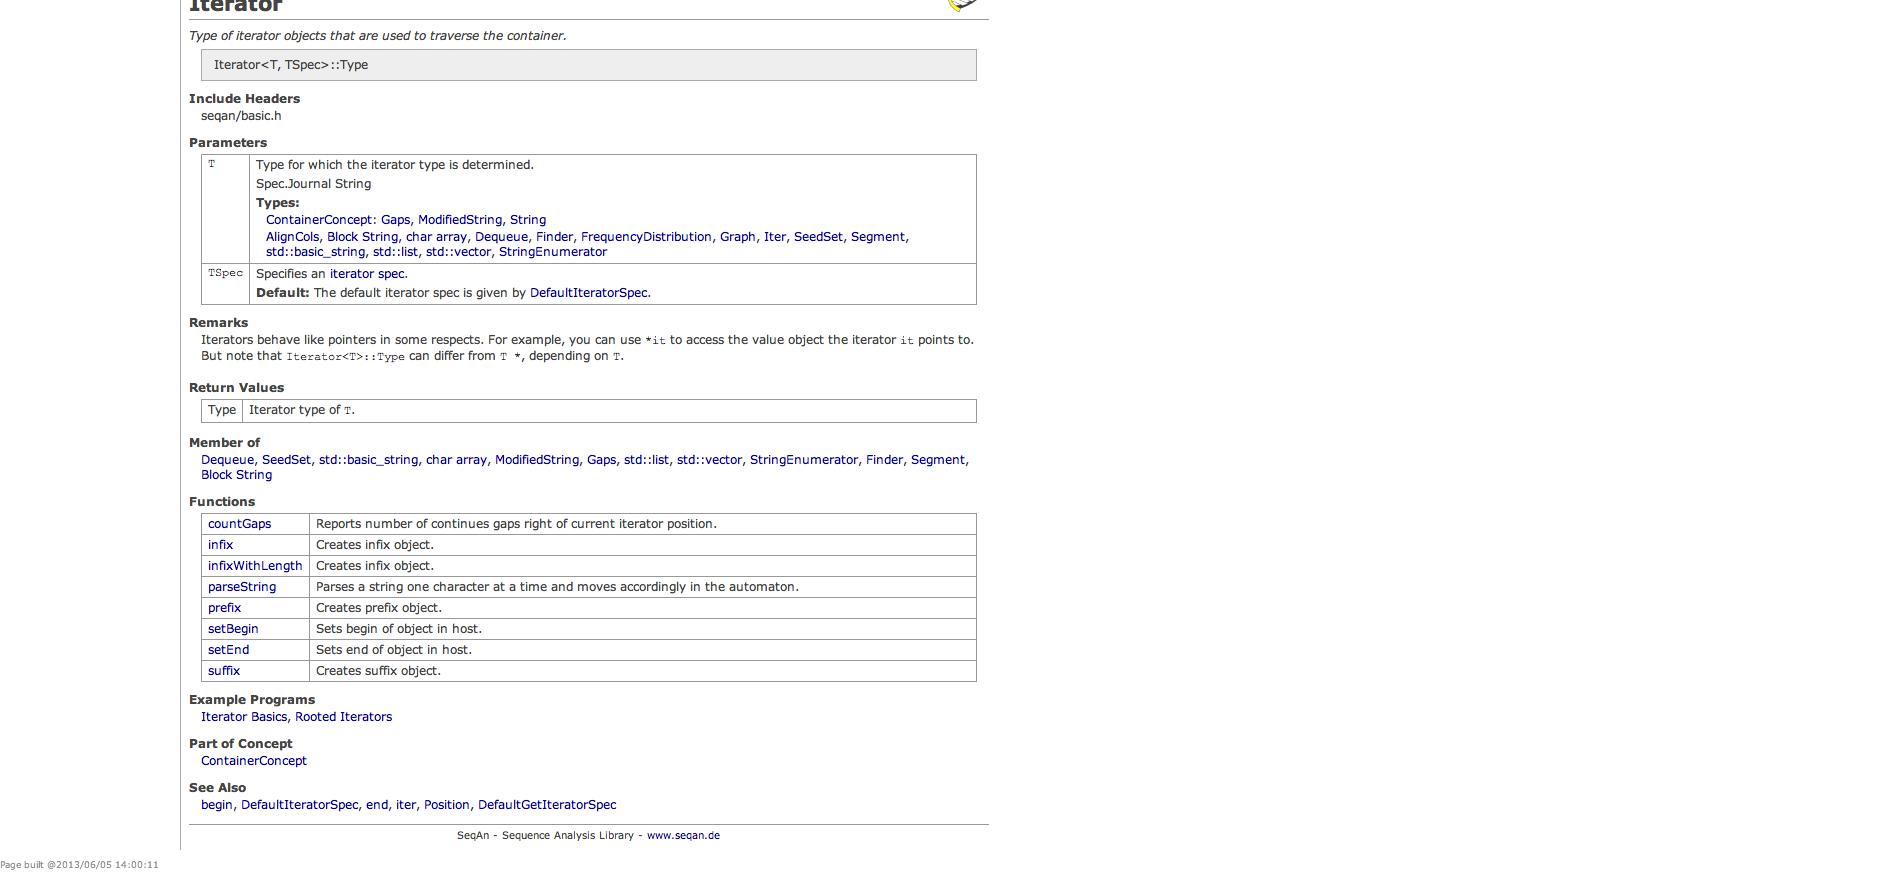 Iterator
Type of iterator objects that are used to traverse the container.
Iterator<T, TSpec>::Type
Include Headers
seqan/basic.h
Parameters
T Type for which the iterator type is determined.
Spec.Journal String
Types:
ContainerConcept: Gaps, ModifiedString, String
AlignCols, Block String, char array, Dequeue, Finder, FrequencyDistribution, Graph, Iter, SeedSet, Segment,
std::basic_string, std::list, std::vector, StringEnumerator
TSpec Specifies an iterator spec.
Default: The default iterator spec is given by DefaultIteratorSpec.
Remarks
Iterators behave like pointers in some respects. For example, you can use *it to access the value object the iterator it points to.
But note that Iterator<T>::Type can differ from T *, depending on T.
Return Values
Type Iterator type of T.
Member of
Dequeue, SeedSet, std::basic_string, char array, ModifiedString, Gaps, std::list, std::vector, StringEnumerator, Finder, Segment,
Block String
Functions
countGaps Reports number of continues gaps right of current iterator position.
infix Creates infix object.
infixWithLength Creates infix object.
parseString Parses a string one character at a time and moves accordingly in the automaton.
prefix Creates prefix object.
setBegin Sets begin of object in host.
setEnd Sets end of object in host.
suffix Creates suffix object.
Example Programs
Iterator Basics, Rooted Iterators
Part of Concept
ContainerConcept
See Also
begin, DefaultIteratorSpec, end, iter, Position, DefaultGetIteratorSpec
SeqAn - Sequence Analysis Library - www.seqan.de
Page built @2013/06/05 14:00:11